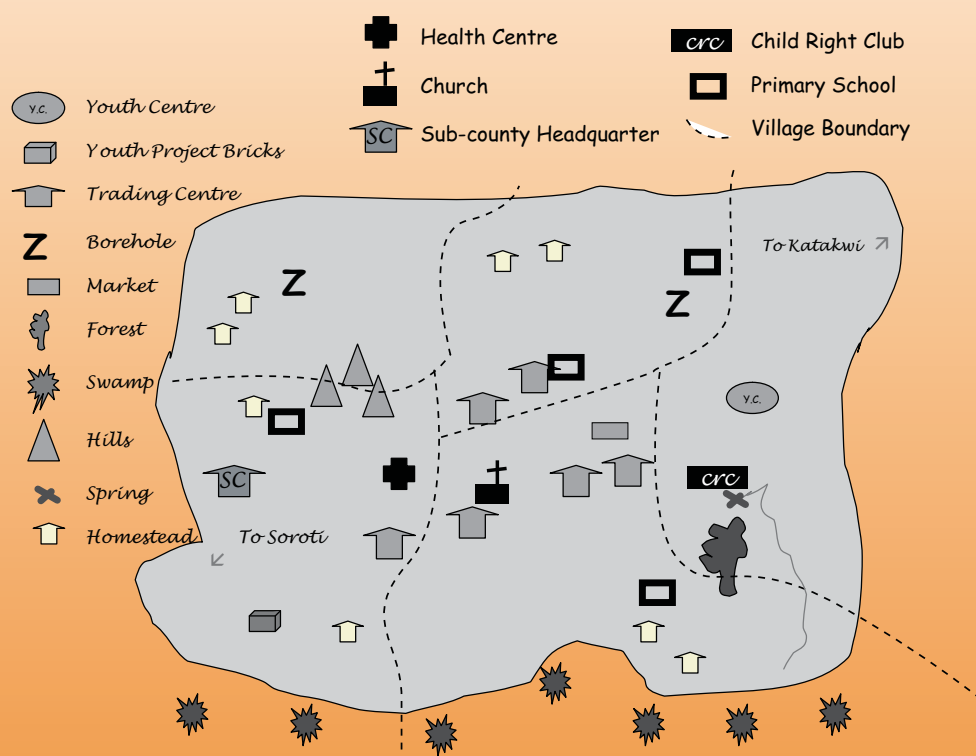 Health Centre
Church
SC
Sub-county Headquarter
crc
Child Right Club
Primary School
Village Boundary
Y.C.
Youth Centre
Youth Project Bricks
Trading Centre
Z
Borehole
Market
Forest
Swamp
Hills
Spring
Homestead
To Katakwi
Z
Z
Y.C.
SC
crc
To Soroti